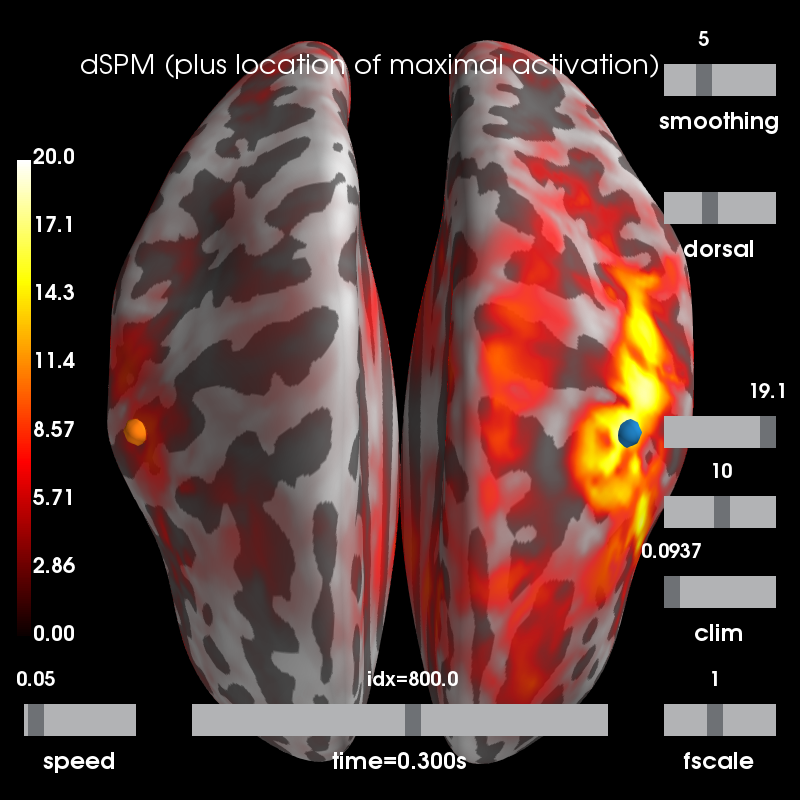 5
dSPM (plus location of maximal activation)
smoothing
20.0
17.1
dorsal
14.3
11.4
19.1
8.57
10
5.71
0.0937
2.86
0.00
clim
0.05
idx=800.0
1
speed
time=0.300s
fscale